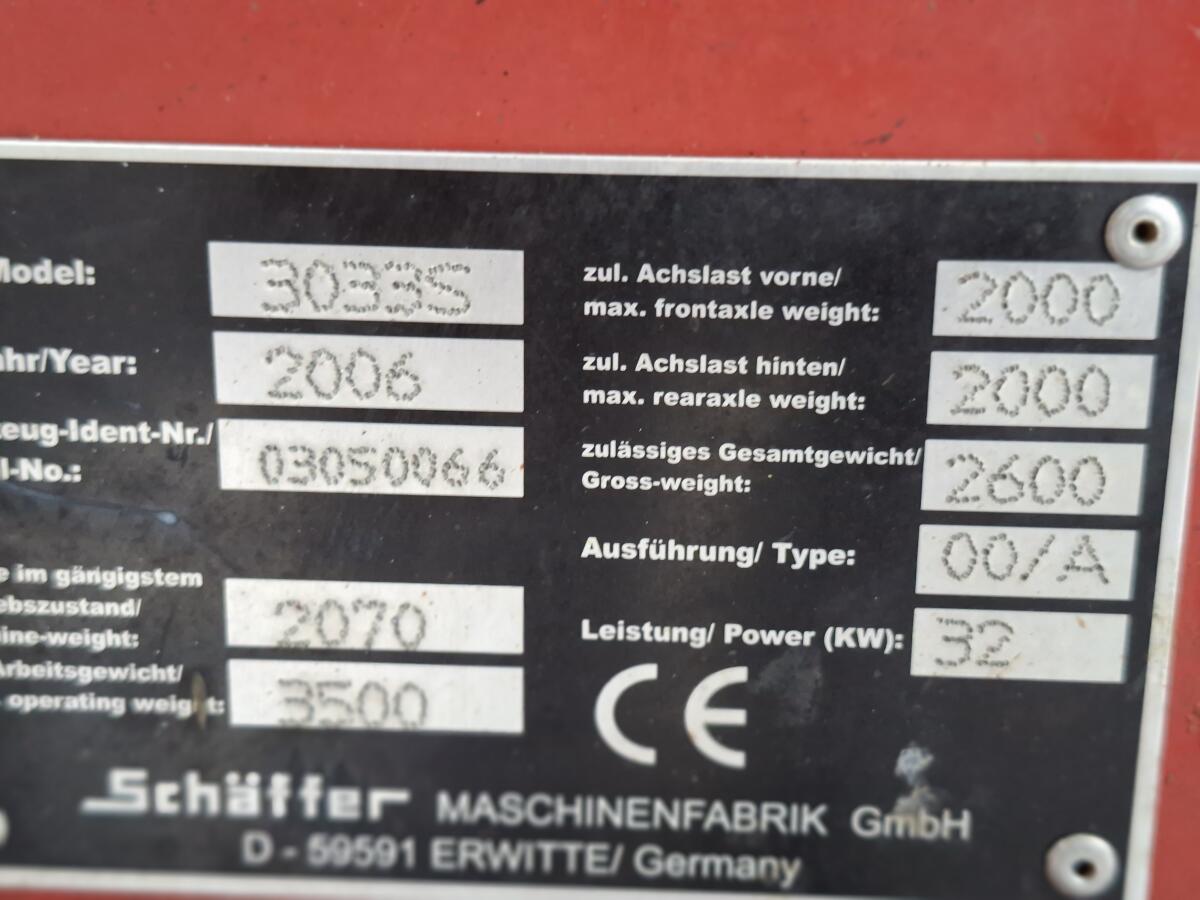 Model: 3033S
ahr/Year: 2006
zeug-Ident-Nr./
l-No.: 03050066
e im gängigstem
ebszustand/
ine-weight: 2070
Arbeitsgewicht/
. operating weight: 3500
zul. Achslast vorne/
max. frontaxle weight: 2000
zul. Achslast hinten/
max. rearaxle weight: 2000
zulässiges Gesamtgewicht/
Gross-weight: 2600
Ausführung/ Type: 00/A
Leistung/ Power (KW): 32
CE
Schäffer MASCHINENFABRIK GmbH
D - 59591 ERWITTE/ Germany